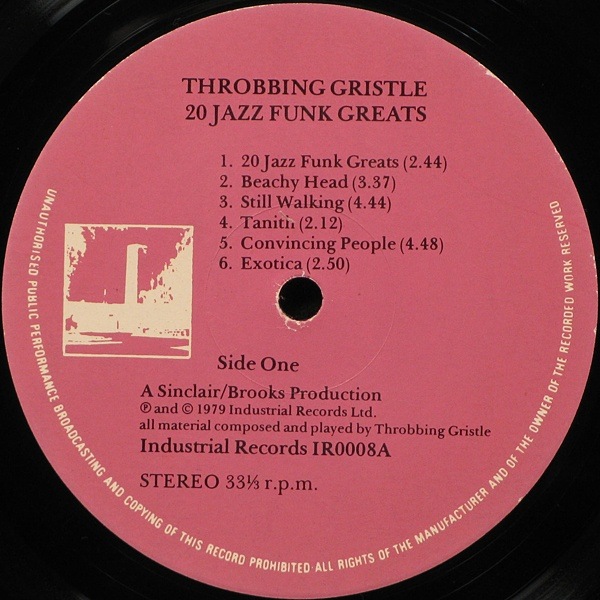 THROBBING GRISTLE
20 JAZZ FUNK GREATS
1. 20 Jazz Funk Greats (2.44)
2. Beachy Head (3.37)
3. Still Walking (4.44)
4. Tanith (2.12)
5. Convincing People (4.48)
6. Exotica (2.50)
Side One
A Sinclair/Brooks Production
℗ and © 1979 Industrial Records Ltd.
all material composed and played by Throbbing Gristle
Industrial Records IR0008A
STEREO 33⅓ r.p.m.
UNAUTHORISED PUBLIC PERFORMANCE BROADCASTING AND COPYING OF THIS RECORD PROHIBITED·ALL RIGHTS OF THE MANUFACTURER AND OF THE OWNER OF THE RECORDED WORK RESERVED